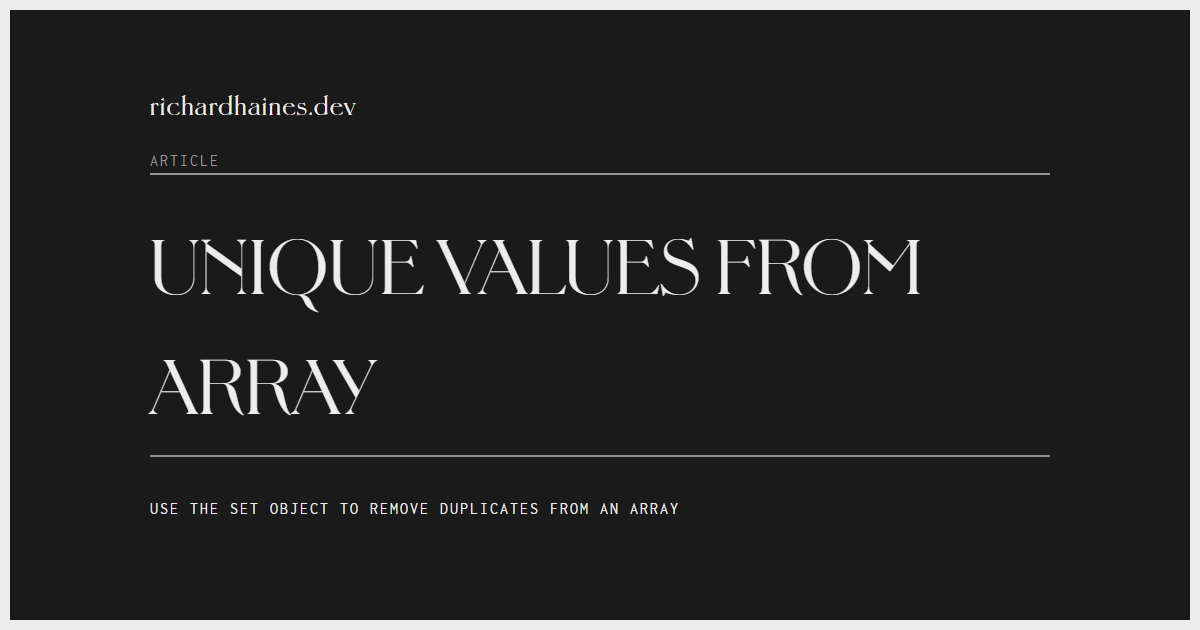 richardhaines.dev
ARTICLE
UNIQUE VALUES FROM
ARRAY
USE THE SET OBJECT TO REMOVE DUPLICATES FROM AN ARRAY